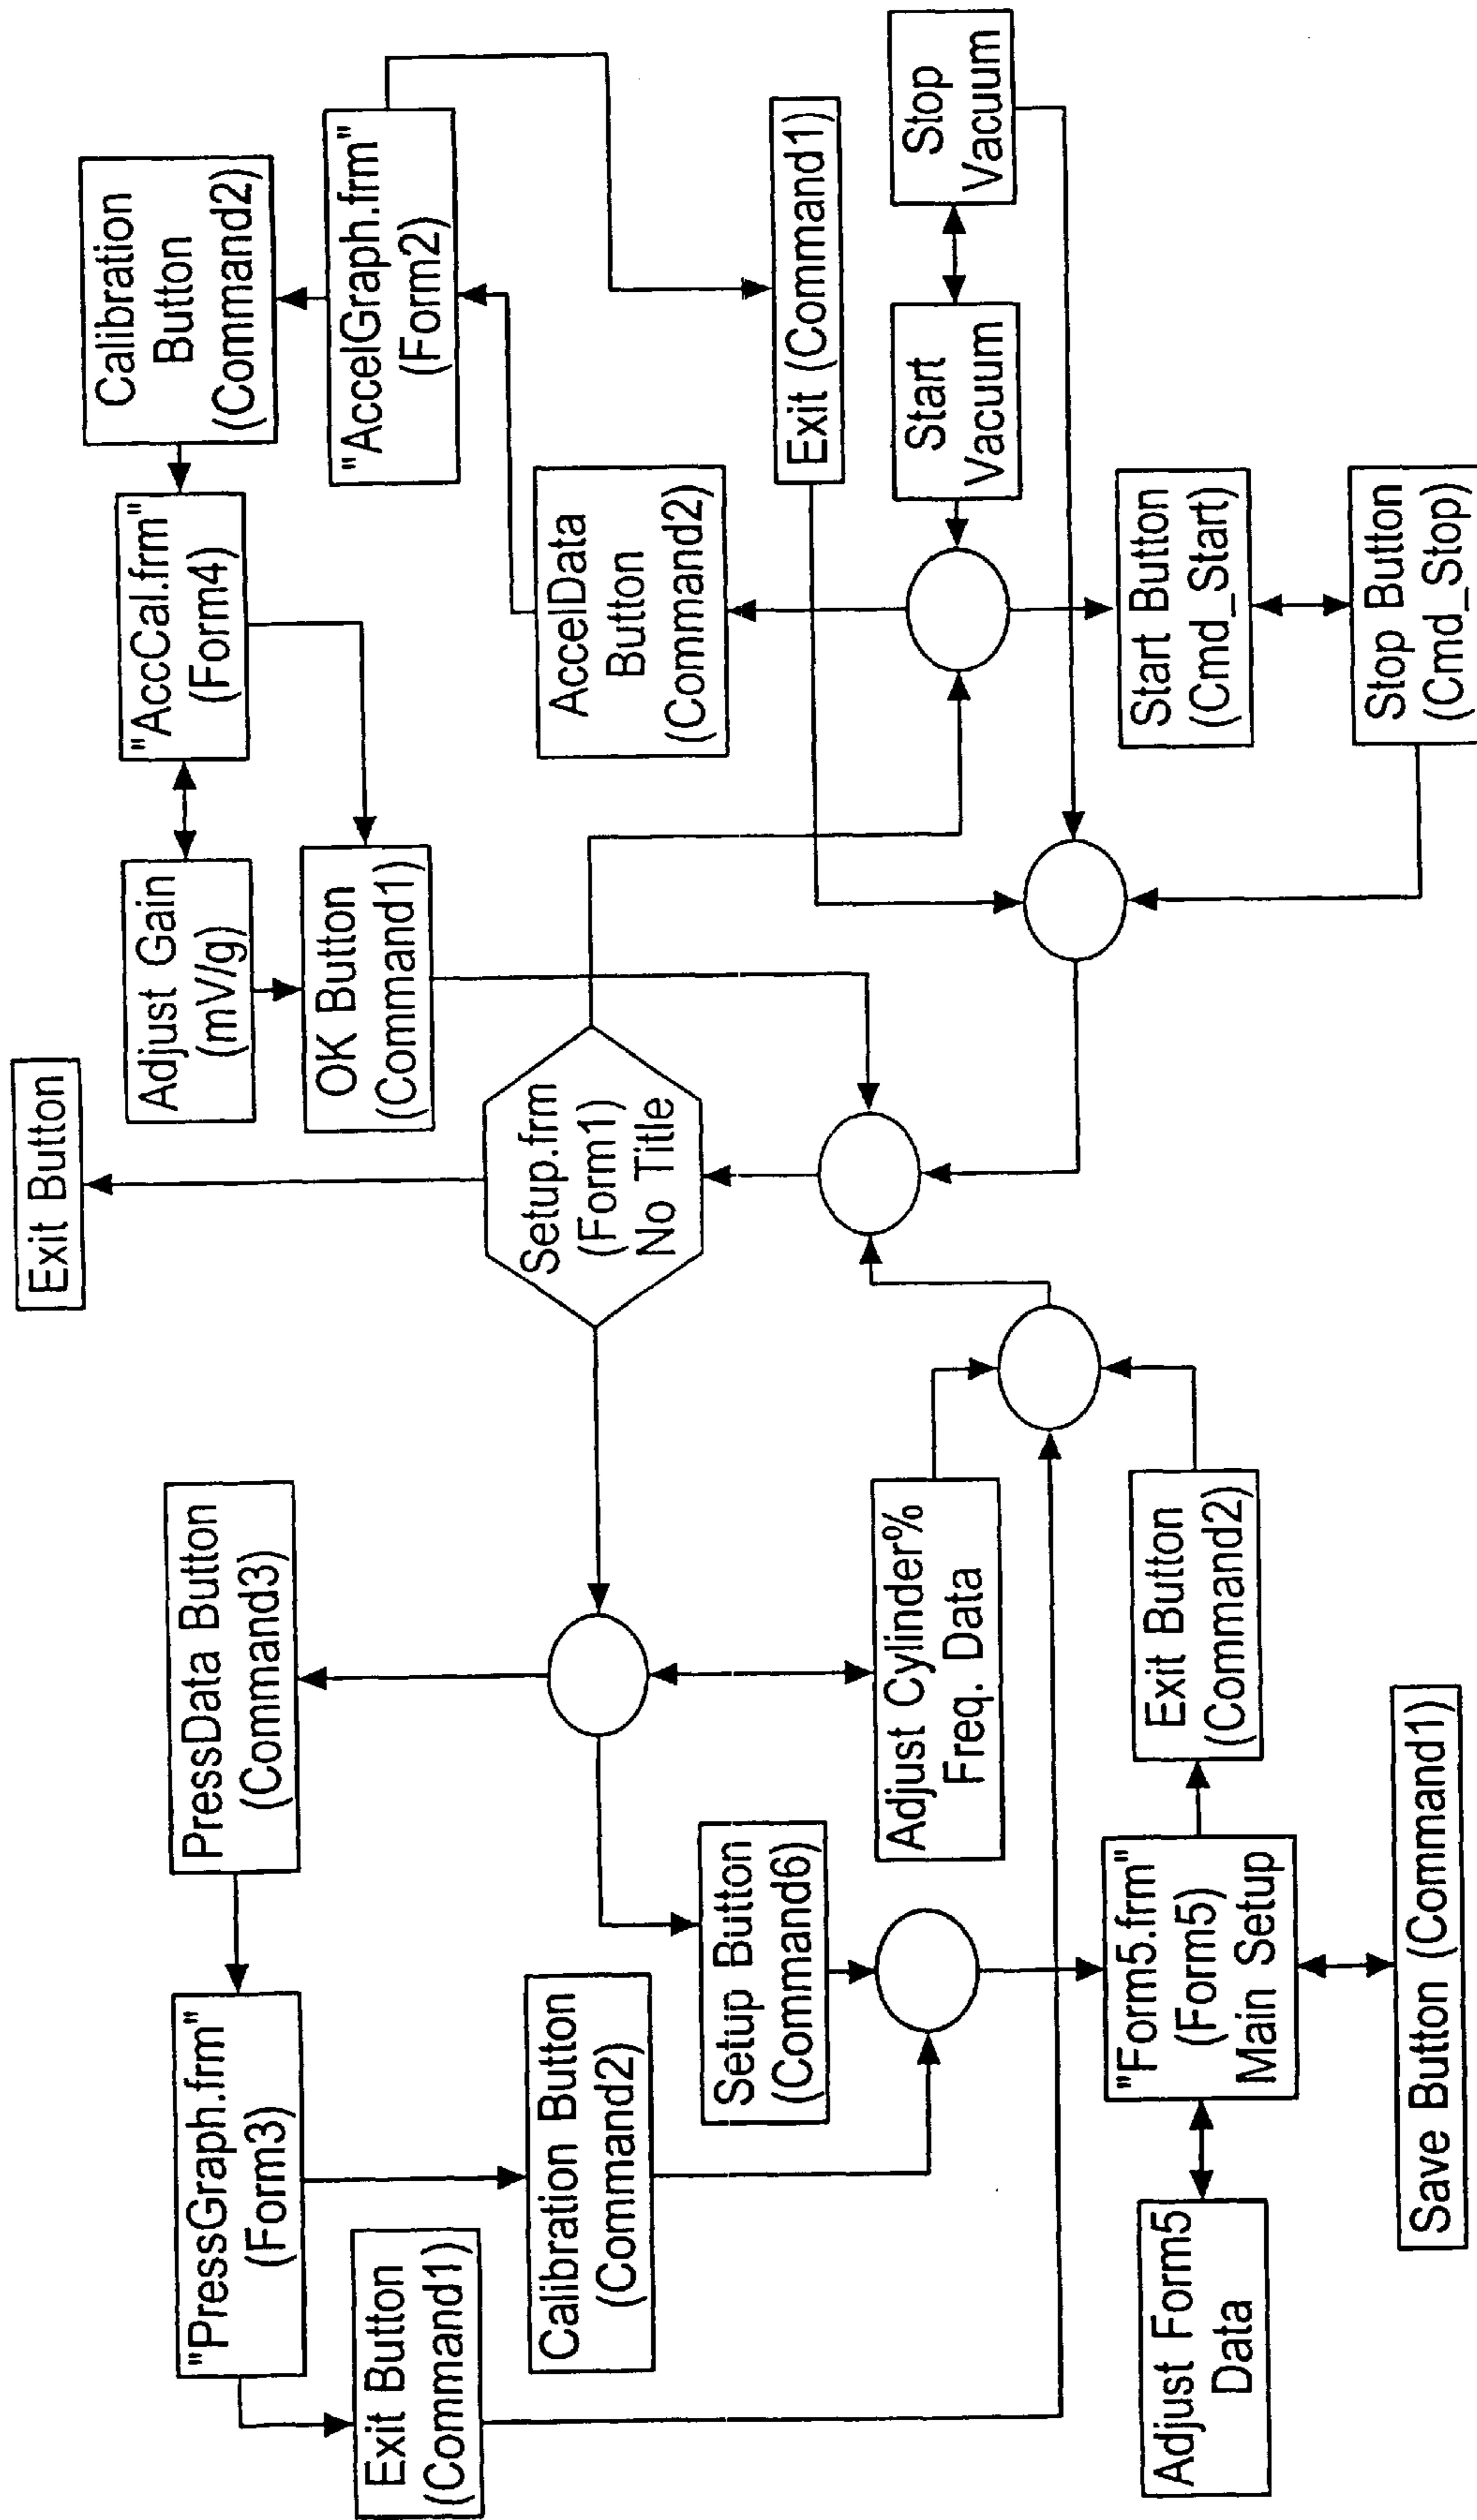 Exit Button
"PressGraph.frm"
(Form3)
PressData Button
(Command3)
Adjust Gain
(mV/g)
"AccCal.frm"
(Form4)
Calibration
Button
(Command2)
Exit Button
(Command1)
OK Button
(Command1)
"AccelGraph.frm"
(Form2)
Calibration Button
(Command2)
Setup.frm
(Form1)
No Title
AccelData
Button
(Command2)
Setup Button
(Command6)
Exit (Command1)
Adjust Cylinder%
Freq. Data
Start
Vacuum
Stop
Vacuum
Adjust Form5
Data
"Form5.frm"
(Form5)
Main Setup
Exit Button
(Command2)
Start Button
(Cmd_Start)
Save Button (Command1)
Stop Button
(Cmd_Stop)